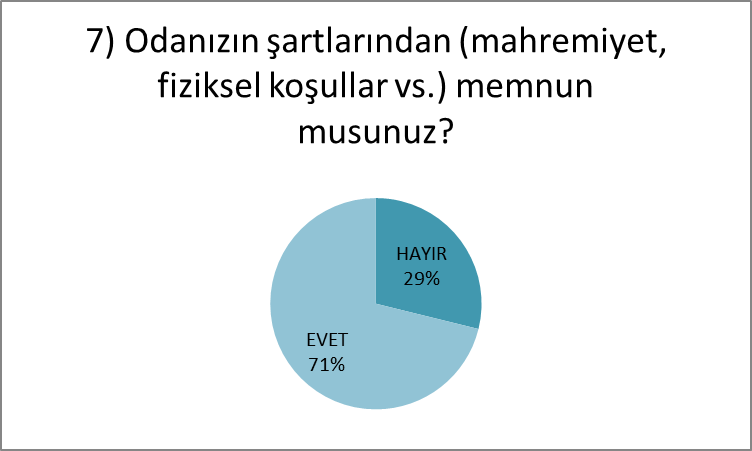 7) Odanızın şartlarından (mahremiyet,
fiziksel koşullar vs.) memnun
musunuz?
HAYIR
29%
EVET
71%